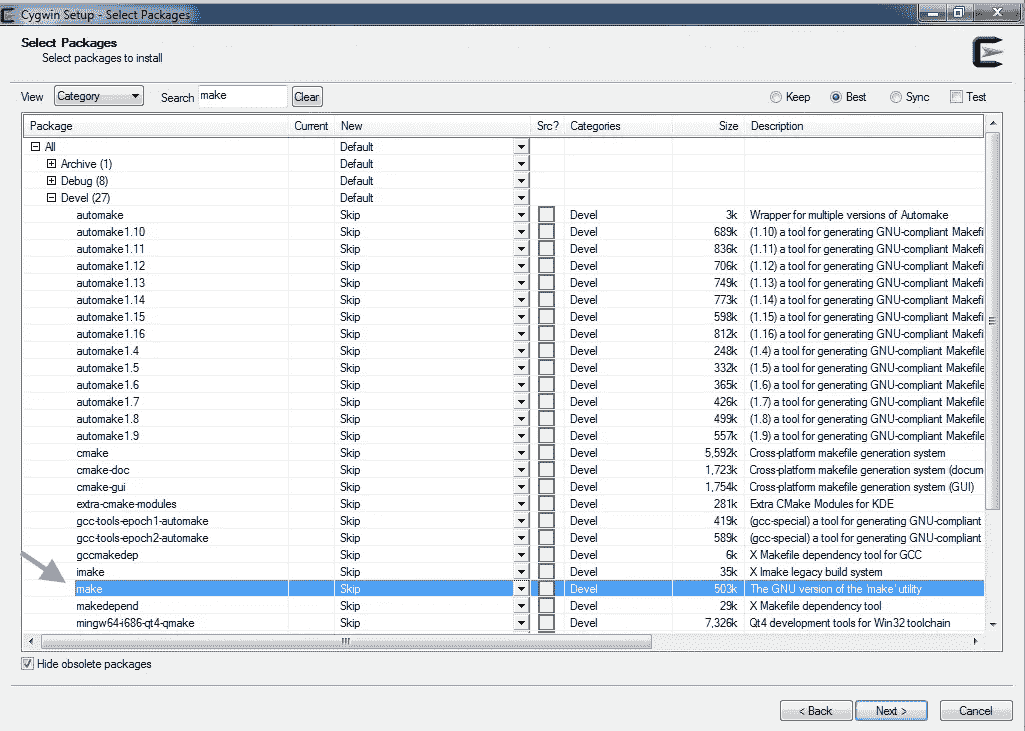 Cygwin Setup - Select Packages
Select Packages
Select packages to install
View Category Search make Clear Keep Best Sync Test
Package Current New Src? Categories Size Description
All Default
Archive (1) Default
Debug (8) Default
Devel (27) Default
automake Skip Devel 3k Wrapper for multiple versions of Automake
automake1.10 Skip Devel 689k (1.10) a tool for generating GNU-compliant Makefi
automake1.11 Skip Devel 836k (1.11) a tool for generating GNU-compliant Makefi
automake1.12 Skip Devel 706k (1.12) a tool for generating GNU-compliant Makefi
automake1.13 Skip Devel 749k (1.13) a tool for generating GNU-compliant Makefi
automake1.14 Skip Devel 773k (1.14) a tool for generating GNU-compliant Makefi
automake1.15 Skip Devel 598k (1.15) a tool for generating GNU-compliant Makefi
automake1.16 Skip Devel 812k (1.16) a tool for generating GNU-compliant Makefi
automake1.4 Skip Devel 248k (1.4) a tool for generating GNU-compliant Makefile
automake1.5 Skip Devel 332k (1.5) a tool for generating GNU-compliant Makefile
automake1.6 Skip Devel 365k (1.6) a tool for generating GNU-compliant Makefile
automake1.7 Skip Devel 426k (1.7) a tool for generating GNU-compliant Makefile
automake1.8 Skip Devel 499k (1.8) a tool for generating GNU-compliant Makefile
automake1.9 Skip Devel 557k (1.9) a tool for generating GNU-compliant Makefile
cmake Skip Devel 5,592k Cross-platform makefile generation system
cmake-doc Skip Devel 1,723k Cross-platform makefile generation system (docum
cmake-gui Skip Devel 1,754k Cross-platform makefile generation system (GUI)
extra-cmake-modules Skip Devel 281k Extra CMake Modules for KDE
gcc-tools-epoch1-automake Skip Devel 419k (gcc-special) a tool for generating GNU-compliant
gcc-tools-epoch2-automake Skip Devel 589k (gcc-special) a tool for generating GNU-compliant
gccmakedep Skip Devel 6k X Makefile dependency tool for GCC
imake Skip Devel 35k X Imake legacy build system
make Skip Devel 503k The GNU version of the 'make' utility
makedepend Skip Devel 29k X Makefile dependency tool
mingw64-i686-qt4-qmake Skip Devel 7,326k Qt4 development tools for Win32 toolchain
Hide obsolete packages
< Back Next > Cancel